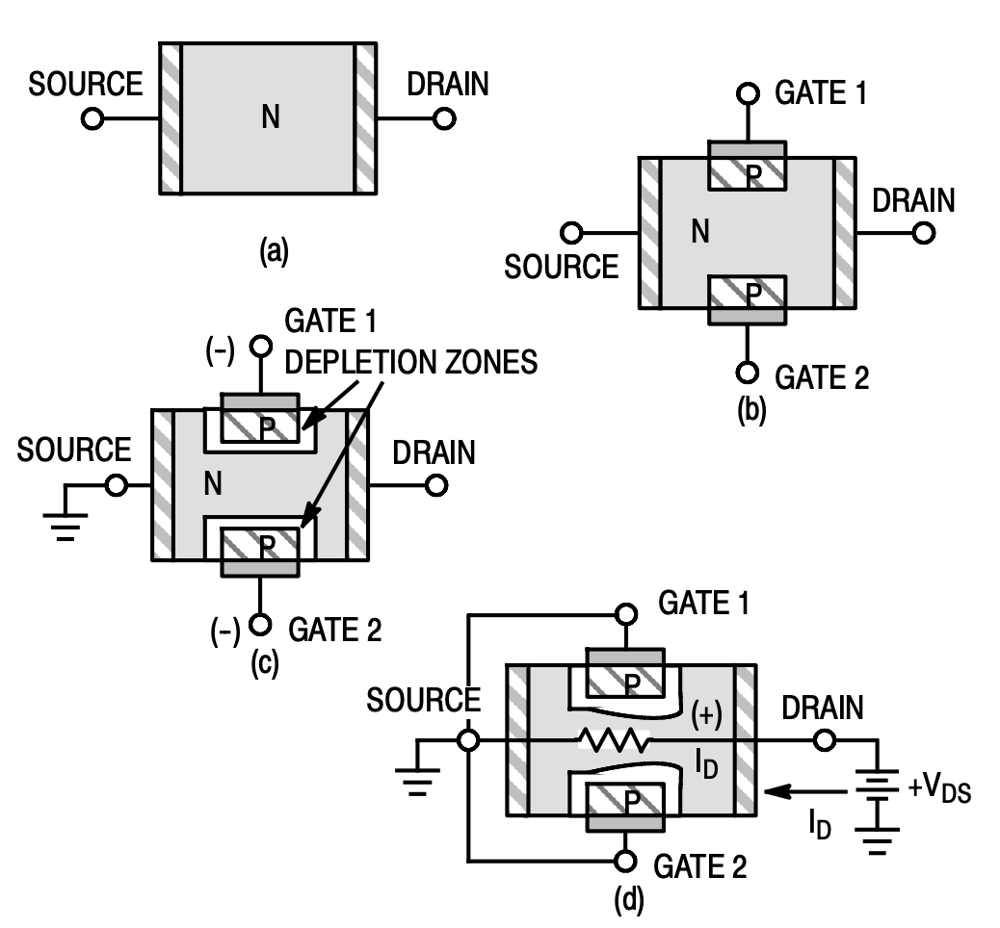 SOURCE
N
DRAIN
(a)
GATE 1
P
N
DRAIN
SOURCE
P
GATE 2
(b)
GATE 1
(–)
DEPLETION ZONES
P
SOURCE
DRAIN
N
P
(–)
GATE 2
(c)
GATE 1
P
SOURCE
(+)
DRAIN
ID
+VDS
P
ID
GATE 2
(d)